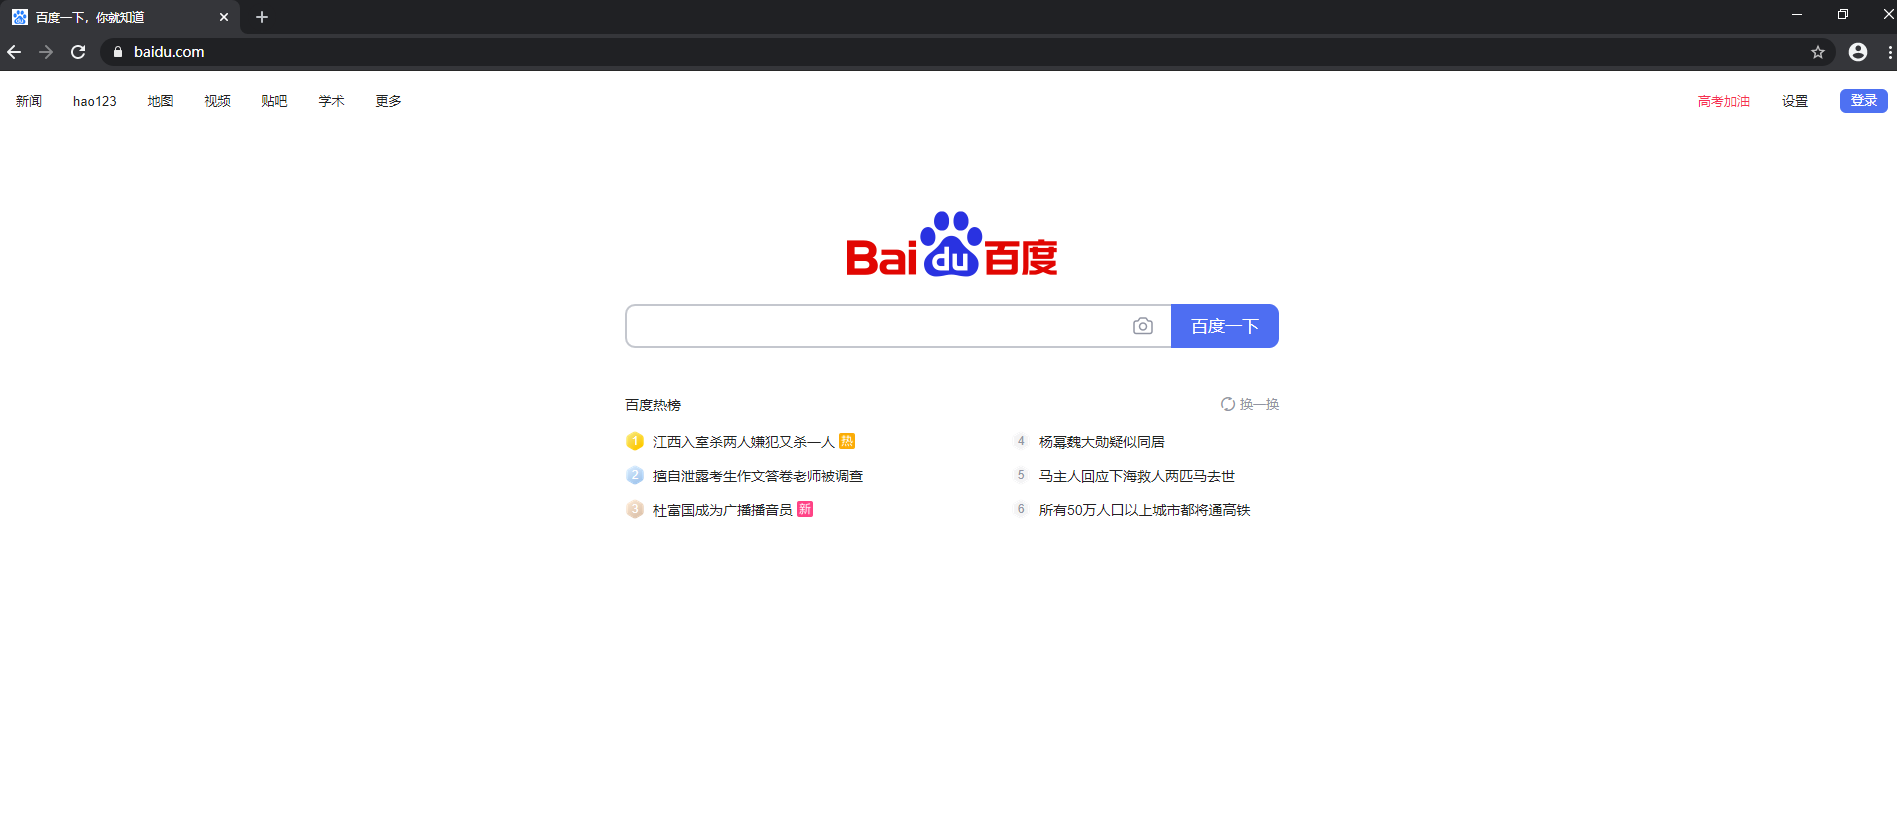 百度一下，你就知道
baidu.com
新闻 hao123 地图 视频 贴吧 学术 更多 高考加油 设置 登录
Bai du 百度
百度一下
百度热榜 换一换
1 江西入室杀两人嫌犯又杀一人 热
4 杨幂魏大勋疑似同居
2 擅自泄露考生作文答卷老师被调查
5 马主人回应下海救人两匹马去世
3 杜富国成为广播播音员 新
6 所有50万人口以上城市都将通高铁